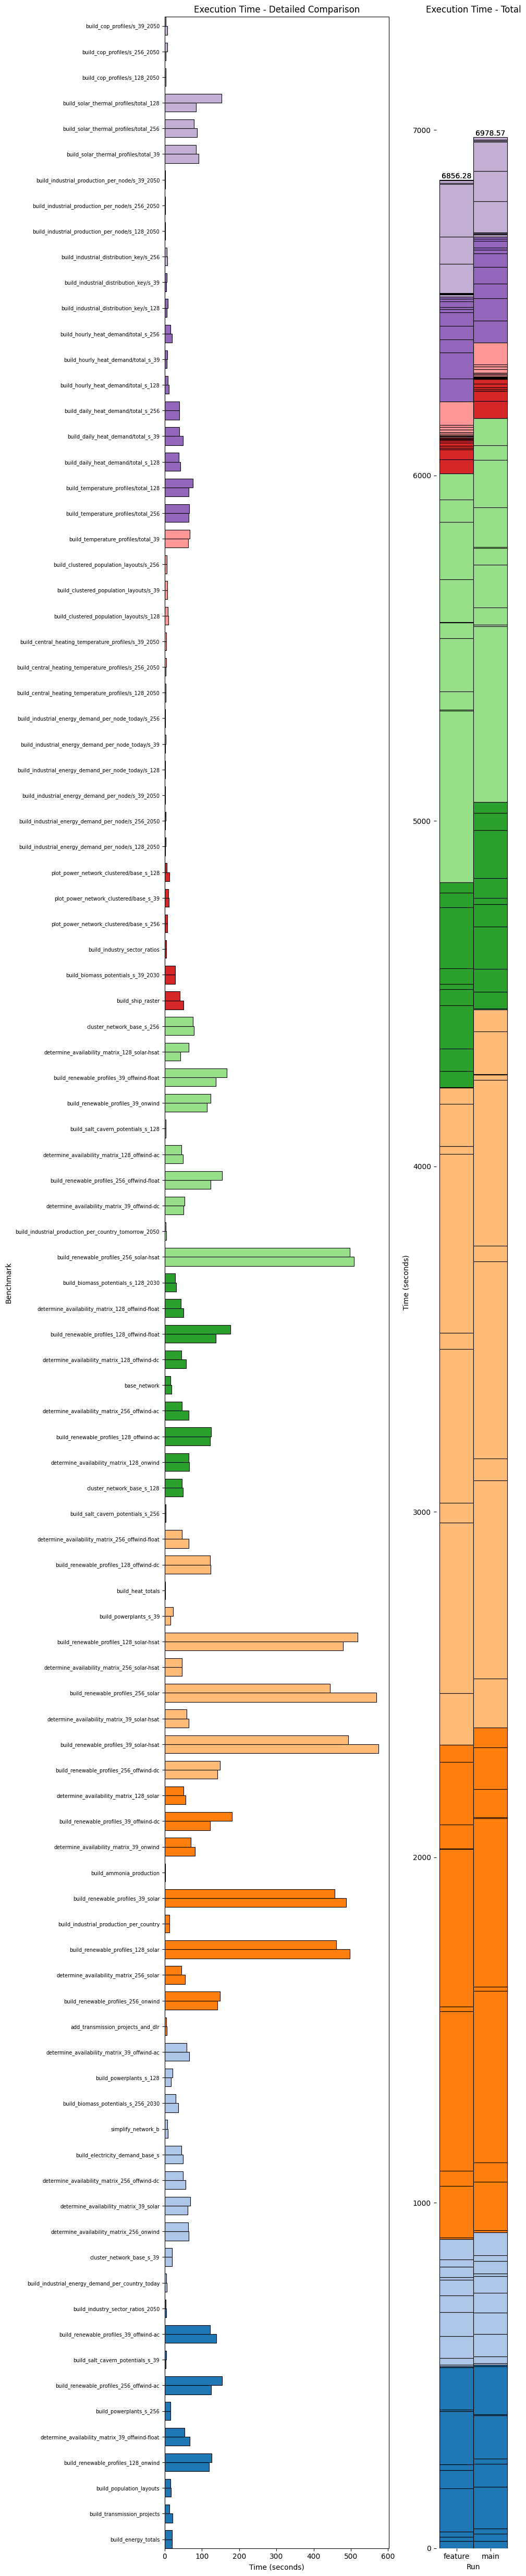 Execution Time - Detailed Comparison
Execution Time - Total
build_cop_profiles/s_39_2050
build_cop_profiles/s_256_2050
build_cop_profiles/s_128_2050
build_solar_thermal_profiles/total_128
build_solar_thermal_profiles/total_256
build_solar_thermal_profiles/total_39
build_industrial_production_per_node/s_39_2050
build_industrial_production_per_node/s_256_2050
build_industrial_production_per_node/s_128_2050
build_industrial_distribution_key/s_256
build_industrial_distribution_key/s_39
build_industrial_distribution_key/s_128
build_hourly_heat_demand/total_s_256
build_hourly_heat_demand/total_s_39
build_hourly_heat_demand/total_s_128
build_daily_heat_demand/total_s_256
build_daily_heat_demand/total_s_39
build_daily_heat_demand/total_s_128
build_temperature_profiles/total_128
build_temperature_profiles/total_256
build_temperature_profiles/total_39
build_clustered_population_layouts/s_256
build_clustered_population_layouts/s_39
build_clustered_population_layouts/s_128
build_central_heating_temperature_profiles/s_39_2050
build_central_heating_temperature_profiles/s_256_2050
build_central_heating_temperature_profiles/s_128_2050
build_industrial_energy_demand_per_node_today/s_256
build_industrial_energy_demand_per_node_today/s_39
build_industrial_energy_demand_per_node_today/s_128
build_industrial_energy_demand_per_node/s_39_2050
build_industrial_energy_demand_per_node/s_256_2050
build_industrial_energy_demand_per_node/s_128_2050
plot_power_network_clustered/base_s_128
plot_power_network_clustered/base_s_39
plot_power_network_clustered/base_s_256
build_industry_sector_ratios
build_biomass_potentials_s_39_2030
build_ship_raster
cluster_network_base_s_256
determine_availability_matrix_128_solar-hsat
build_renewable_profiles_39_offwind-float
build_renewable_profiles_39_onwind
build_salt_cavern_potentials_s_128
determine_availability_matrix_128_offwind-ac
build_renewable_profiles_256_offwind-float
determine_availability_matrix_39_offwind-dc
build_industrial_production_per_country_tomorrow_2050
build_renewable_profiles_256_solar-hsat
build_biomass_potentials_s_128_2030
determine_availability_matrix_128_offwind-float
build_renewable_profiles_128_offwind-float
determine_availability_matrix_128_offwind-dc
base_network
determine_availability_matrix_256_offwind-ac
build_renewable_profiles_128_offwind-ac
determine_availability_matrix_128_onwind
cluster_network_base_s_128
build_salt_cavern_potentials_s_256
determine_availability_matrix_256_offwind-float
build_renewable_profiles_128_offwind-dc
build_heat_totals
build_powerplants_s_39
build_renewable_profiles_128_solar-hsat
determine_availability_matrix_256_solar-hsat
build_renewable_profiles_256_solar
determine_availability_matrix_39_solar-hsat
build_renewable_profiles_39_solar-hsat
build_renewable_profiles_256_offwind-dc
determine_availability_matrix_128_solar
build_renewable_profiles_39_offwind-dc
determine_availability_matrix_39_onwind
build_ammonia_production
build_renewable_profiles_39_solar
build_industrial_production_per_country
build_renewable_profiles_128_solar
determine_availability_matrix_256_solar
build_renewable_profiles_256_onwind
add_transmission_projects_and_dlr
determine_availability_matrix_39_offwind-ac
build_powerplants_s_128
build_biomass_potentials_s_256_2030
simplify_network_b
build_electricity_demand_base_s
determine_availability_matrix_256_offwind-dc
determine_availability_matrix_39_solar
determine_availability_matrix_256_onwind
cluster_network_base_s_39
build_industrial_energy_demand_per_country_today
build_industry_sector_ratios_2050
build_renewable_profiles_39_offwind-ac
build_salt_cavern_potentials_s_39
build_renewable_profiles_256_offwind-ac
build_powerplants_s_256
determine_availability_matrix_39_offwind-float
build_renewable_profiles_128_onwind
build_population_layouts
build_transmission_projects
build_energy_totals
Benchmark
0 100 200 300 400 500 600
Time (seconds)
7000
6000
5000
4000
3000
2000
1000
0
Time (seconds)
6856.28
6978.57
feature main
Run